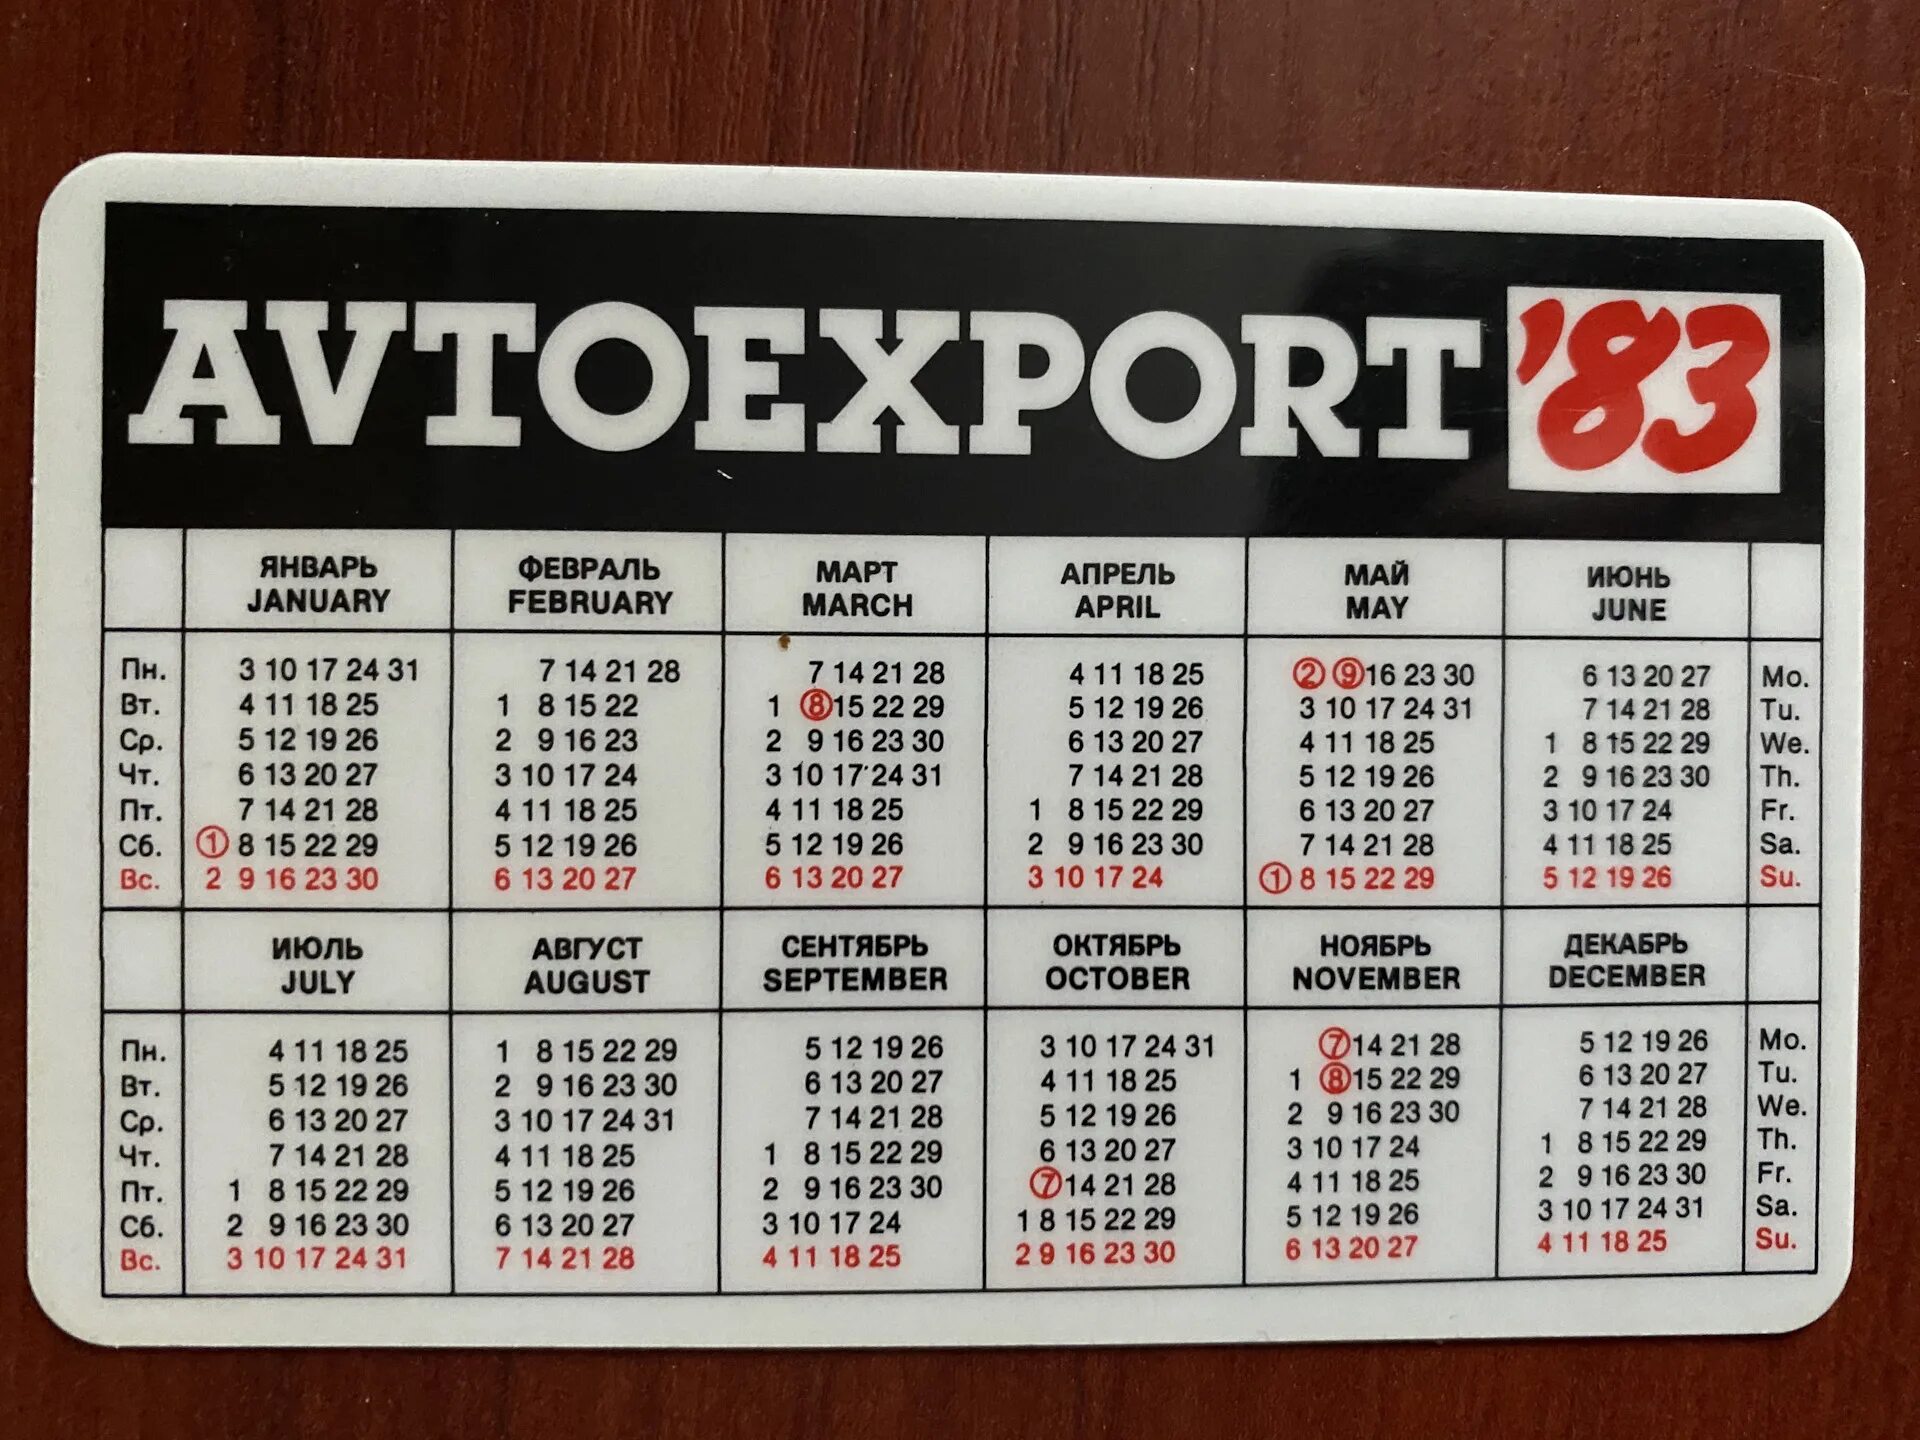 AVTOEXPORT '83
ЯНВАРЬ ФЕВРАЛЬ МАРТ АПРЕЛЬ МАЙ ИЮНЬ
JANUARY FEBRUARY MARCH APRIL MAY JUNE
Пн. 3 10 17 24 31 7 14 21 28 7 14 21 28 4 11 18 25 2 9 16 23 30 6 13 20 27 Mo.
Вт. 4 11 18 25 1 8 15 22 1 8 15 22 29 5 12 19 26 3 10 17 24 31 7 14 21 28 Tu.
Ср. 5 12 19 26 2 9 16 23 2 9 16 23 30 6 13 20 27 4 11 18 25 1 8 15 22 29 We.
Чт. 6 13 20 27 3 10 17 24 3 10 17 24 31 7 14 21 28 5 12 19 26 2 9 16 23 30 Th.
Пт. 7 14 21 28 4 11 18 25 4 11 18 25 1 8 15 22 29 6 13 20 27 3 10 17 24 Fr.
Сб. 1 8 15 22 29 5 12 19 26 5 12 19 26 2 9 16 23 30 7 14 21 28 4 11 18 25 Sa.
Вс. 2 9 16 23 30 6 13 20 27 6 13 20 27 3 10 17 24 1 8 15 22 29 5 12 19 26 Su.
ИЮЛЬ АВГУСТ СЕНТЯБРЬ ОКТЯБРЬ НОЯБРЬ ДЕКАБРЬ
JULY AUGUST SEPTEMBER OCTOBER NOVEMBER DECEMBER
Пн. 4 11 18 25 1 8 15 22 29 5 12 19 26 3 10 17 24 31 7 14 21 28 5 12 19 26 Mo.
Вт. 5 12 19 26 2 9 16 23 30 6 13 20 27 4 11 18 25 1 8 15 22 29 6 13 20 27 Tu.
Ср. 6 13 20 27 3 10 17 24 31 7 14 21 28 5 12 19 26 2 9 16 23 30 7 14 21 28 We.
Чт. 7 14 21 28 4 11 18 25 1 8 15 22 29 6 13 20 27 3 10 17 24 1 8 15 22 29 Th.
Пт. 1 8 15 22 29 5 12 19 26 2 9 16 23 30 7 14 21 28 4 11 18 25 2 9 16 23 30 Fr.
Сб. 2 9 16 23 30 6 13 20 27 3 10 17 24 1 8 15 22 29 5 12 19 26 3 10 17 24 31 Sa.
Вс. 3 10 17 24 31 7 14 21 28 4 11 18 25 2 9 16 23 30 6 13 20 27 4 11 18 25 Su.